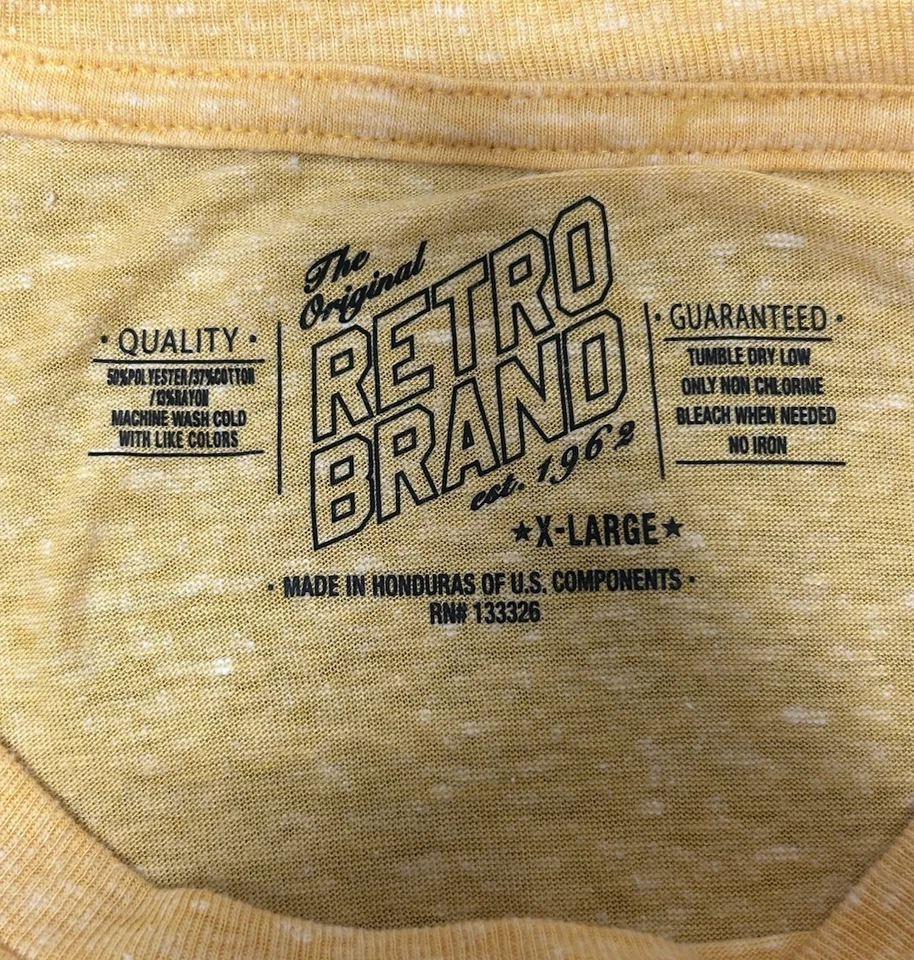 The
Original
RETRO
BRAND
est. 1962
· QUALITY ·
50%POLYESTER/37%COTTON
/13%RAYON
MACHINE WASH COLD
WITH LIKE COLORS
· GUARANTEED ·
TUMBLE DRY LOW
ONLY NON CHLORINE
BLEACH WHEN NEEDED
NO IRON
★X-LARGE★
· MADE IN HONDURAS OF U.S. COMPONENTS ·
RN# 133326